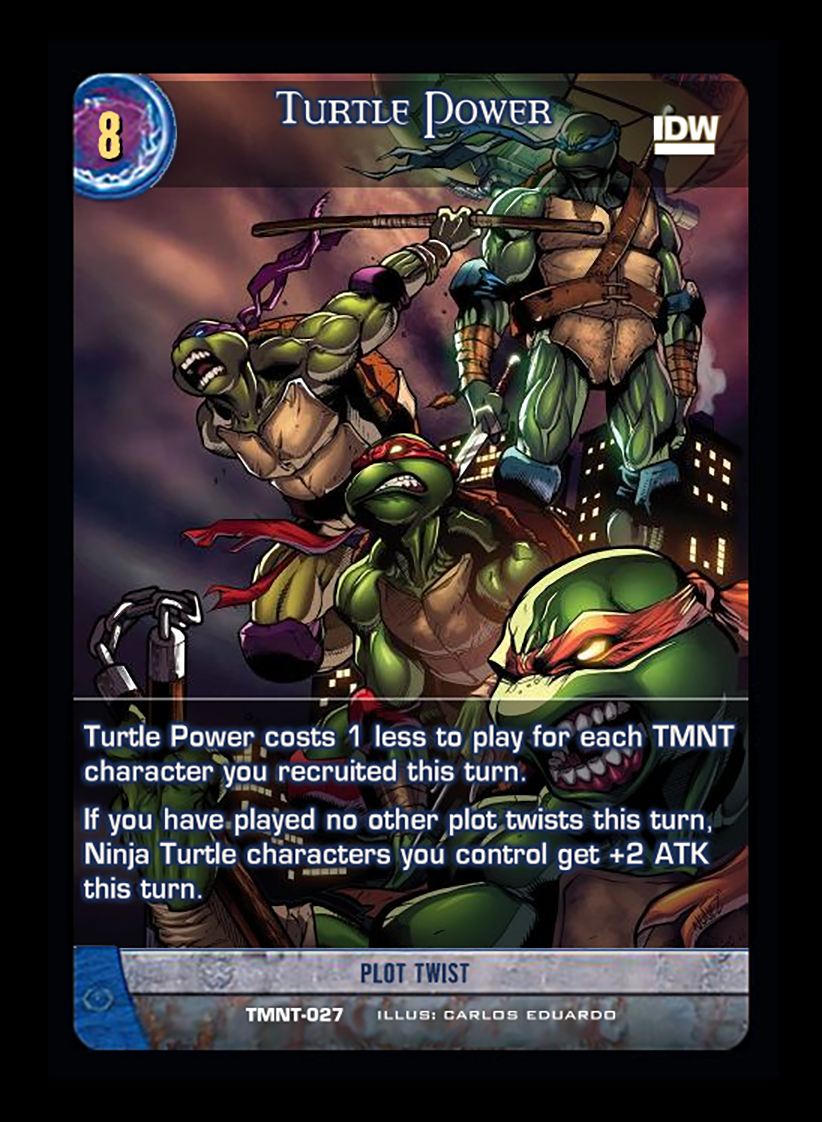 8
TURTLE POWER
IDW
Turtle Power costs 1 less to play for each TMNT
character you recruited this turn.
If you have played no other plot twists this turn,
Ninja Turtle characters you control get +2 ATK
this turn.
PLOT TWIST
TMNT-027 ILLUS: CARLOS EDUARDO